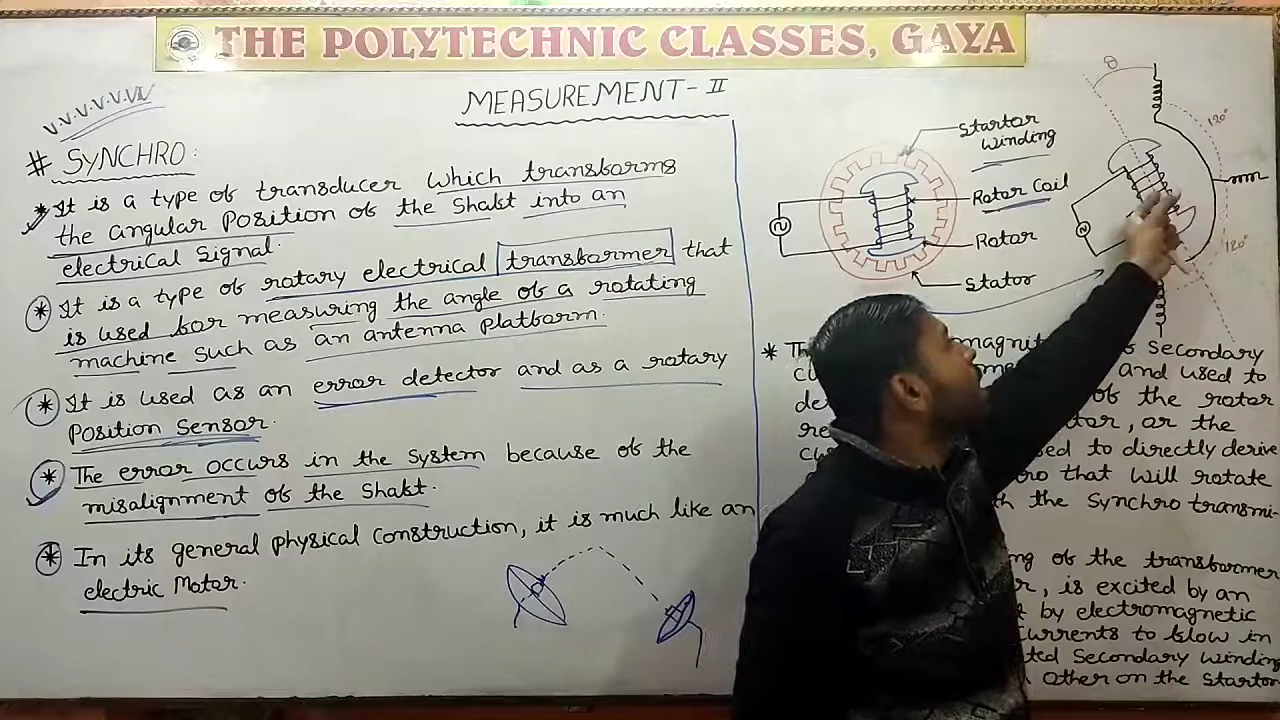 THE POLYTECHNIC CLASSES, GAYA
MEASUREMENT-II
V.V.V.V.V.VI
# SYNCHRO:
* It is a type of transducer which transforms
the angular Position of the Shaft into an
electrical Signal.
* It is a type of rotary electrical transformer that
is used for measuring the angle of a rotating
machine such as an antenna platform.
* It is used as an error detector and as a rotary
Position Sensor.
* The error occurs in the System because of the
misalignment of the Shaft.
* In its general physical construction, it is much like an
electric Motor.
Startor
Winding
Rotor Coil
Rotor
Stator
θ
120°
120°
* Th magnit Secondary
and used to
of the rotor
or the
to directly derive
that will rotate
the Synchro transmi-
of the transformer
is excited by an
by electromagnetic
Currents to flow in
Secondary Winding
other on the Startor